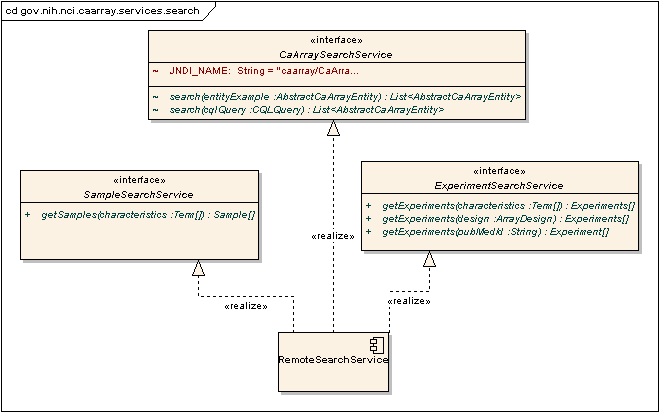 cd gov.nih.nci.caarray.services.search
«interface»
CaArraySearchService
~ JNDI_NAME: String = "caarray/CaArra...
~ search(entityExample :AbstractCaArrayEntity) : List<AbstractCaArrayEntity>
~ search(cqlQuery :CQLQuery) : List<AbstractCaArrayEntity>
«interface»
SampleSearchService
+ getSamples(characteristics :Term[]) : Sample[]
«interface»
ExperimentSearchService
+ getExperiments(characteristics :Term[]) : Experiments[]
+ getExperiments(design :ArrayDesign) : Experiments[]
+ getExperiments(pubMedId :String) : Experiment[]
«realize»
«realize»
«realize»
RemoteSearchService